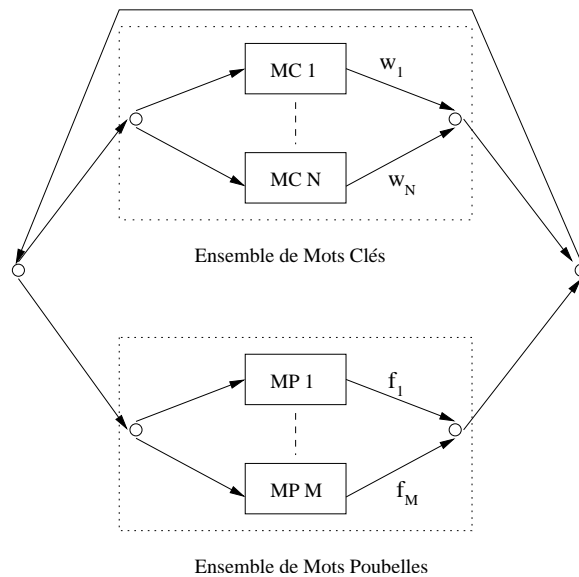 MC 1
w1
MC N
wN
Ensemble de Mots Clés
MP 1
f1
MP M
fM
Ensemble de Mots Poubelles